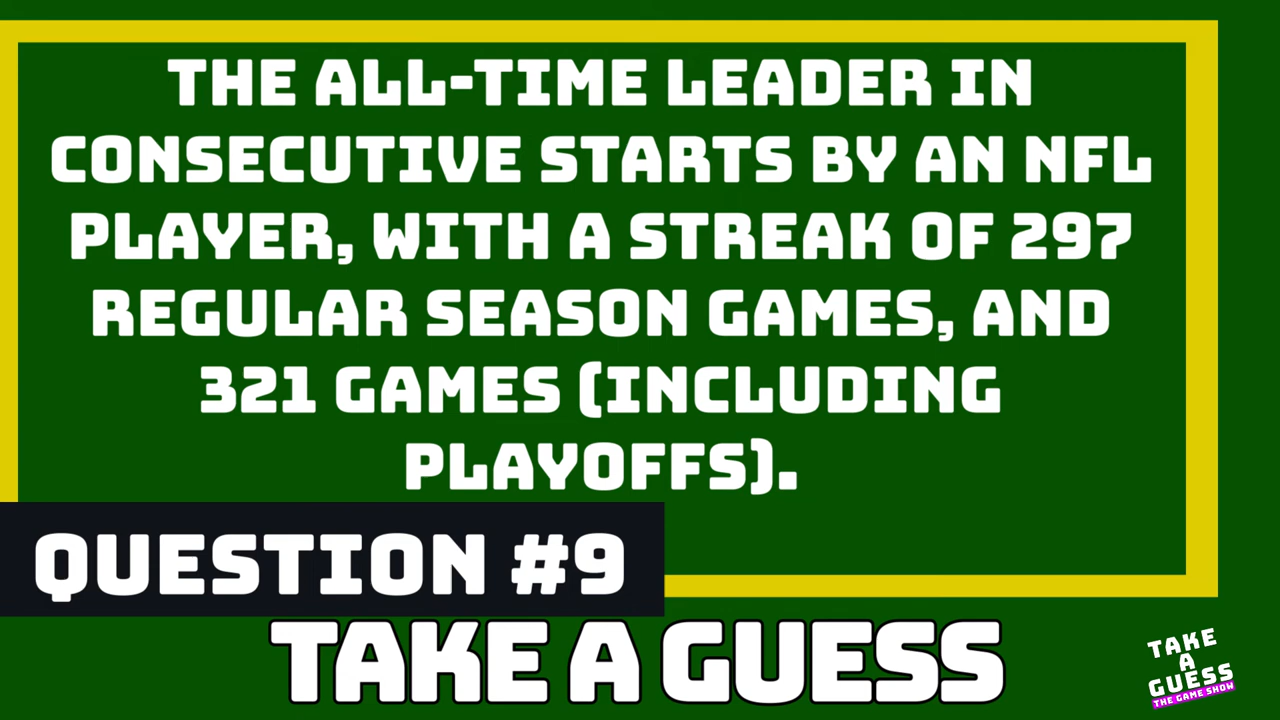 THE ALL-TIME LEADER IN
CONSECUTIVE STARTS BY AN NFL
PLAYER, WITH A STREAK OF 297
REGULAR SEASON GAMES, AND
321 GAMES (INCLUDING
PLAYOFFS).
QUESTION #9
TAKE A GUESS
TAKE
A
GUESS
THE GAME SHOW